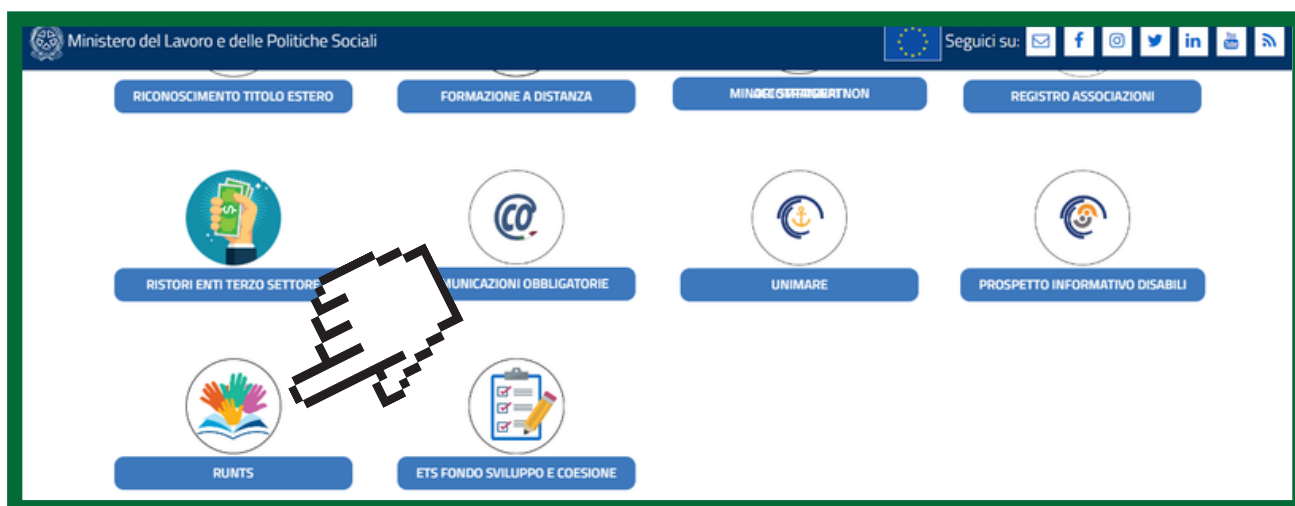 Ministero del Lavoro e delle Politiche Sociali
Seguici su:
RICONOSCIMENTO TITOLO ESTERO
FORMAZIONE A DISTANZA
REGISTRO ASSOCIAZIONI
RISTORI ENTI TERZO SETTORE
MUNICAZIONI OBBLIGATORIE
UNIMARE
PROSPETTO INFORMATIVO DISABILI
RUNTS
ETS FONDO SVILUPPO E COESIONE